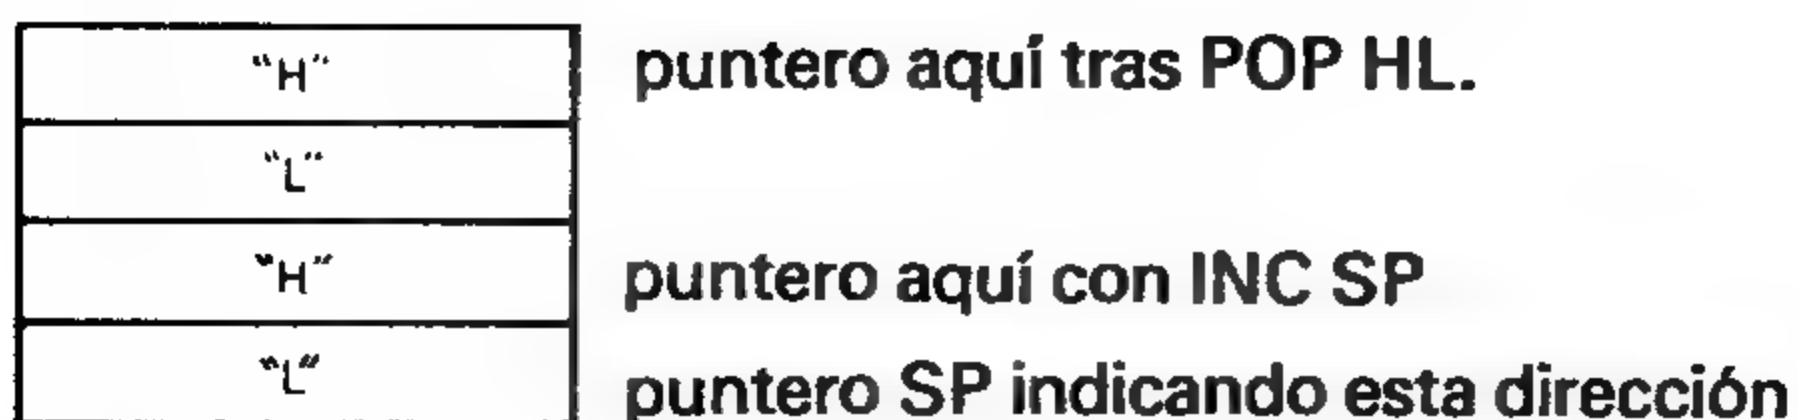 “H” puntero aquí tras POP HL.
“L”
“H” puntero aquí con INC SP
“L” puntero SP indicando esta dirección